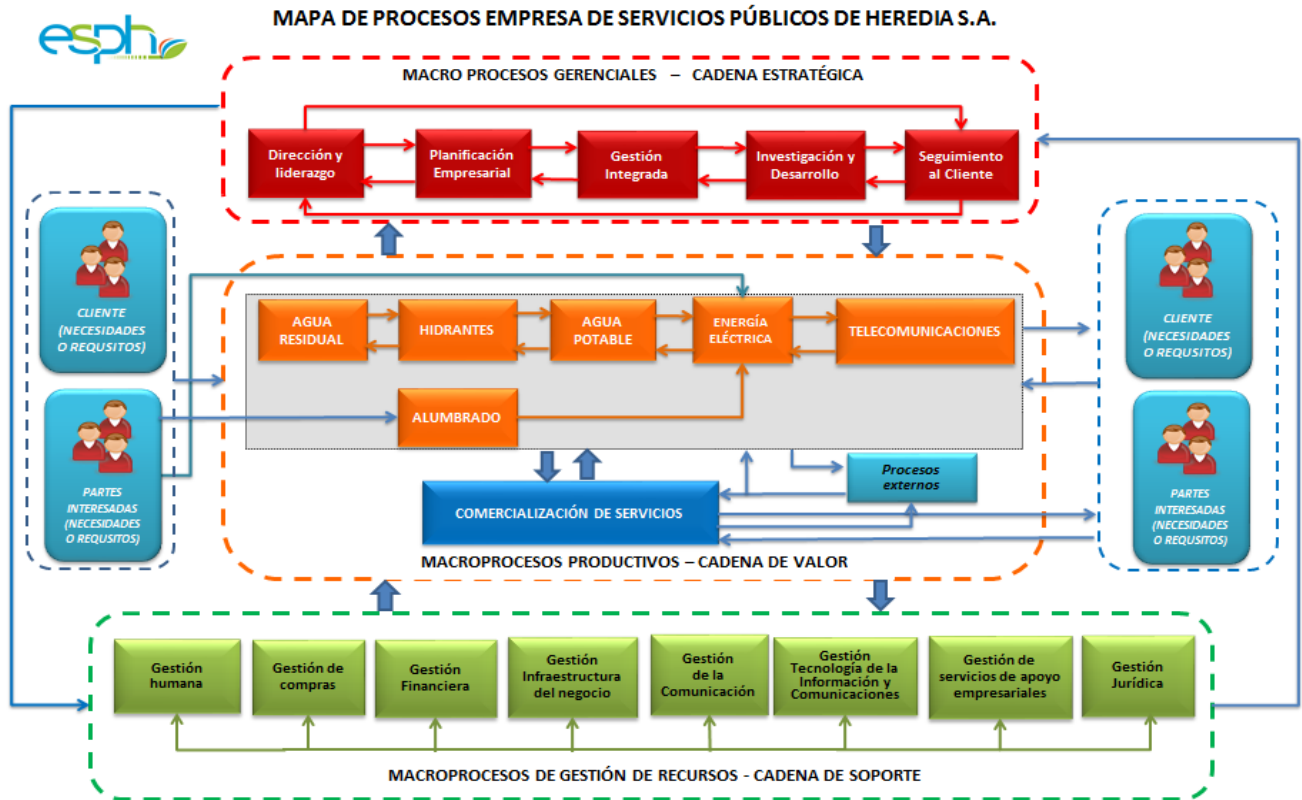 MAPA DE PROCESOS EMPRESA DE SERVICIOS PÚBLICOS DE HEREDIA S.A.
esph
MACRO PROCESOS GERENCIALES – CADENA ESTRATÉGICA
Dirección y
liderazgo
Planificación
Empresarial
Gestión
Integrada
Investigación y
Desarrollo
Seguimiento
al Cliente
CLIENTE
(NECESIDADES
O REQUSITOS)
PARTES
INTERESADAS
(NECESIDADES
O REQUSITOS)
AGUA
RESIDUAL
HIDRANTES
AGUA
POTABLE
ENERGÍA
ELÉCTRICA
TELECOMUNICACIONES
ALUMBRADO
Procesos
externos
COMERCIALIZACIÓN DE SERVICIOS
MACROPROCESOS PRODUCTIVOS – CADENA DE VALOR
CLIENTE
(NECESIDADES
O REQUSITOS)
PARTES
INTERESADAS
(NECESIDADES
O REQUSITOS)
Gestión
humana
Gestión de
compras
Gestión
Financiera
Gestión
Infraestructura
del negocio
Gestión
de la
Comunicación
Gestión
Tecnología de la
Información y
Comunicaciones
Gestión de
servicios de apoyo
empresariales
Gestión
Jurídica
MACROPROCESOS DE GESTIÓN DE RECURSOS - CADENA DE SOPORTE